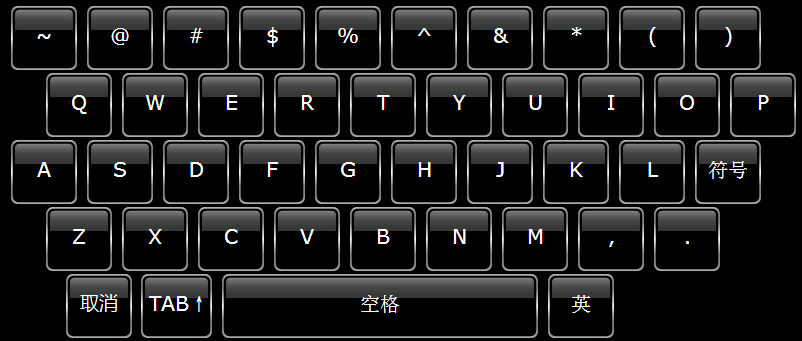 ~ @ # $ % ^ & * ( )
Q W E R T Y U I O P
A S D F G H J K L 符号
Z X C V B N M , .
取消 TAB↑ 空格 英